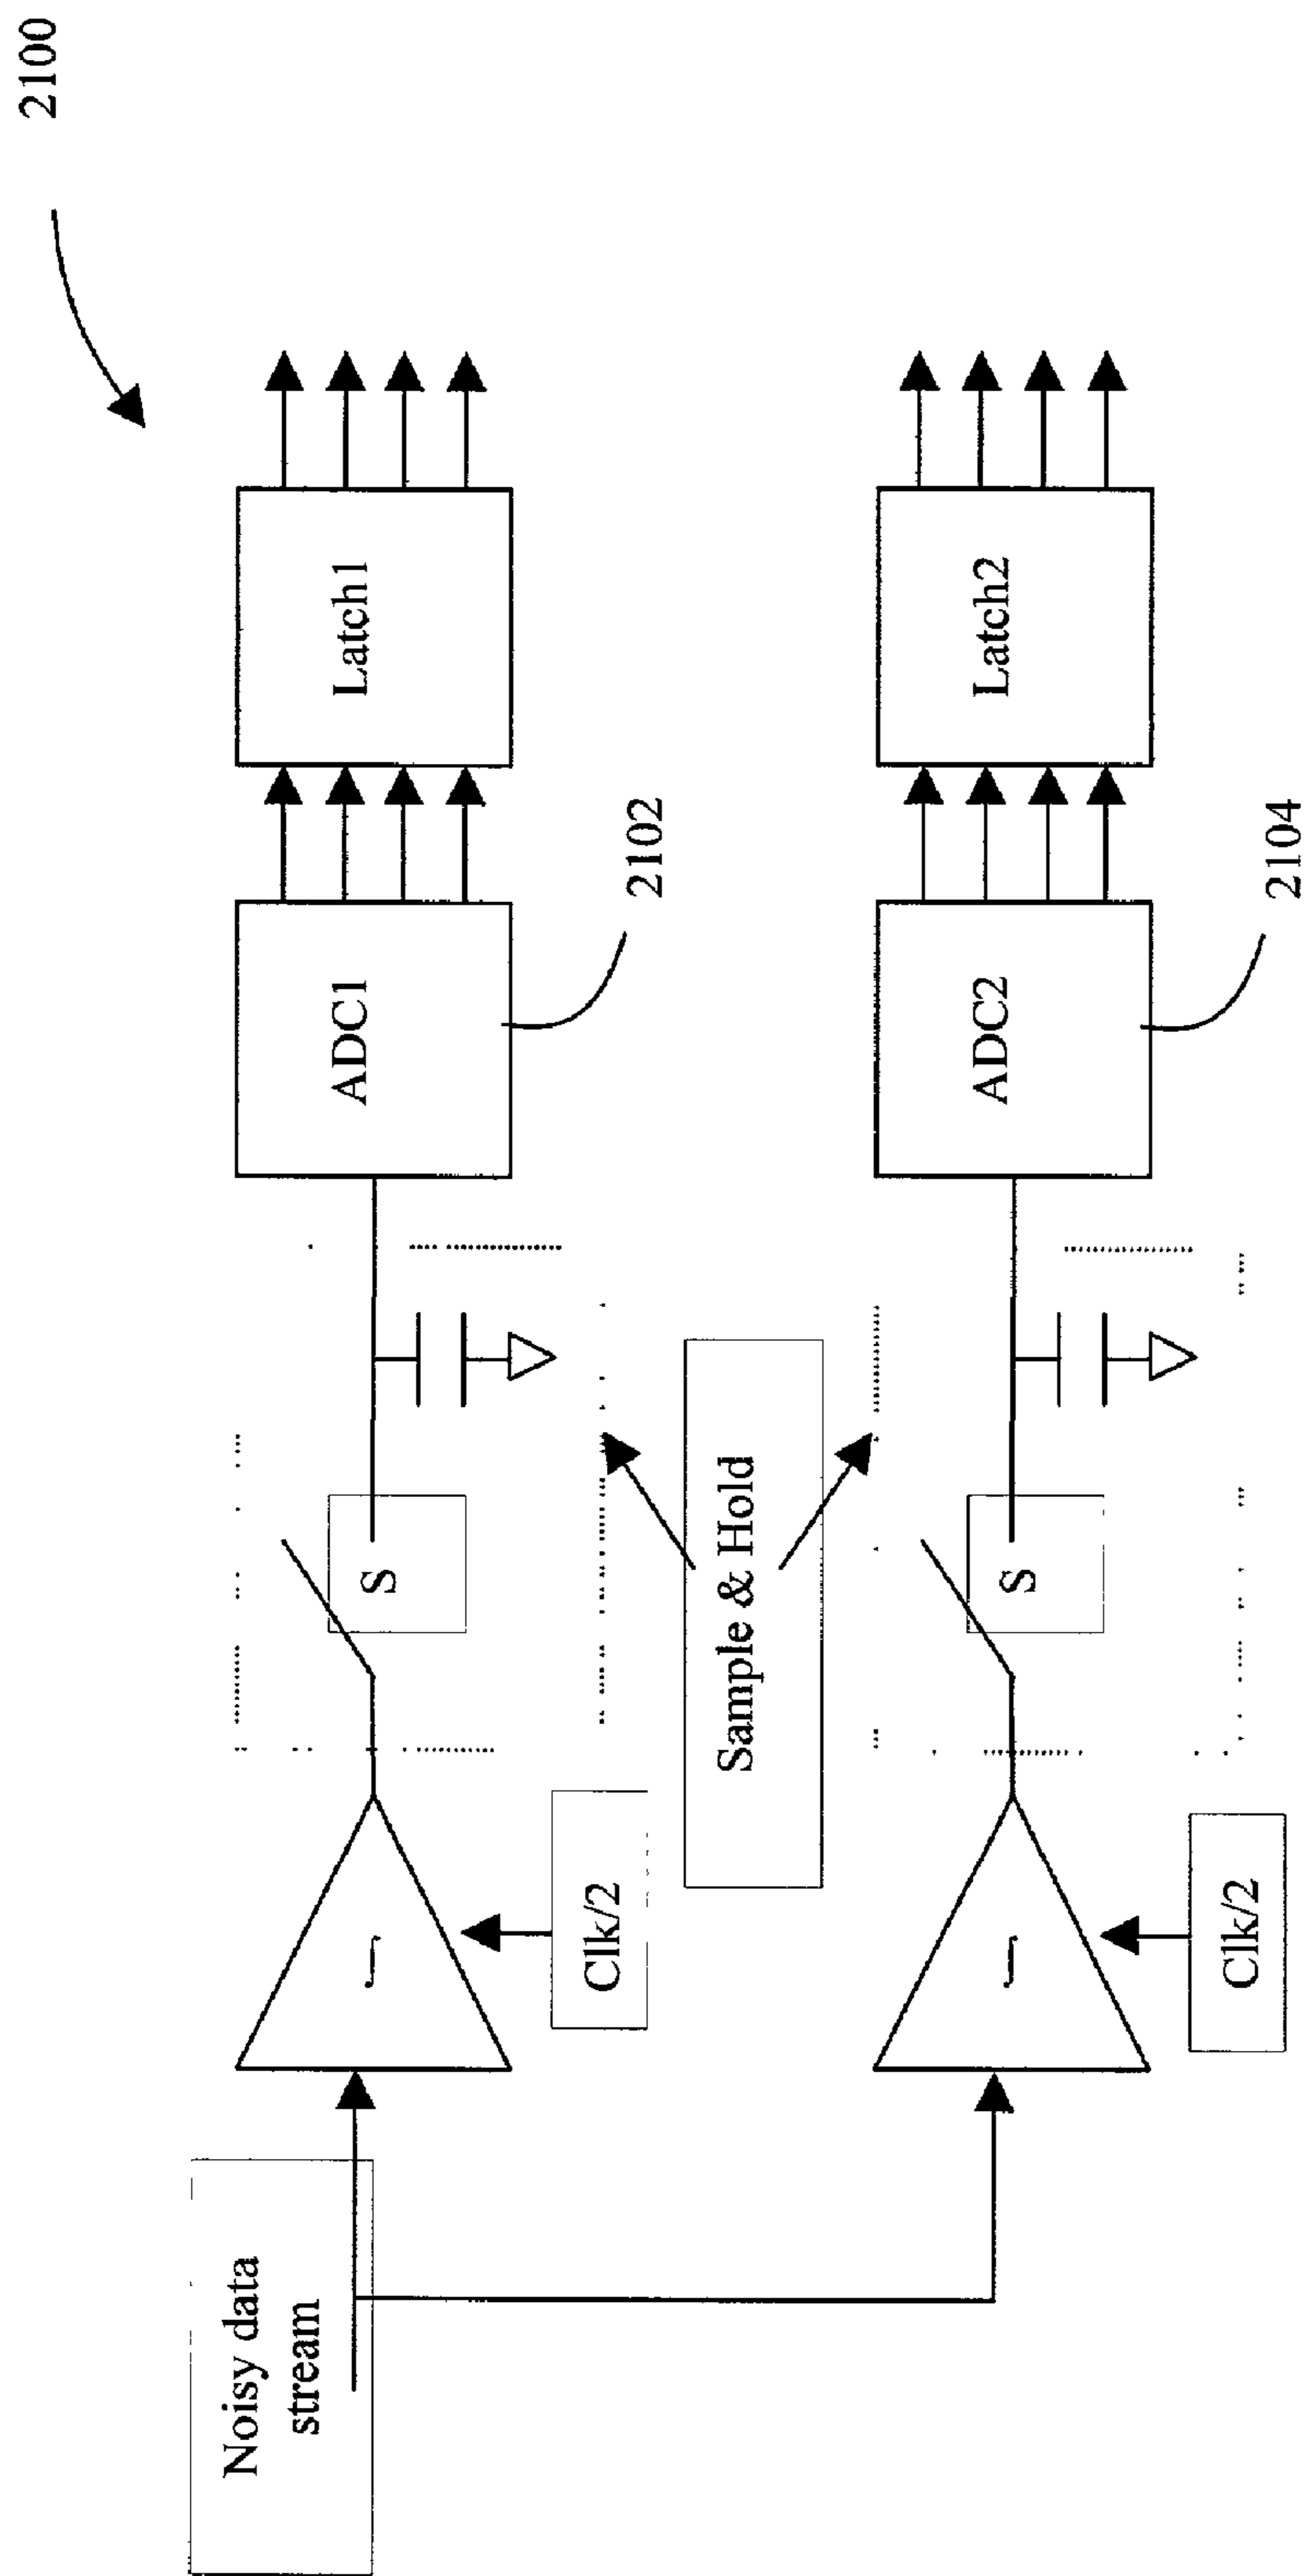 2100
Noisy data
stream
∫
Clk/2
S
ADC1
2102
Latch1
Sample & Hold
∫
Clk/2
S
ADC2
2104
Latch2